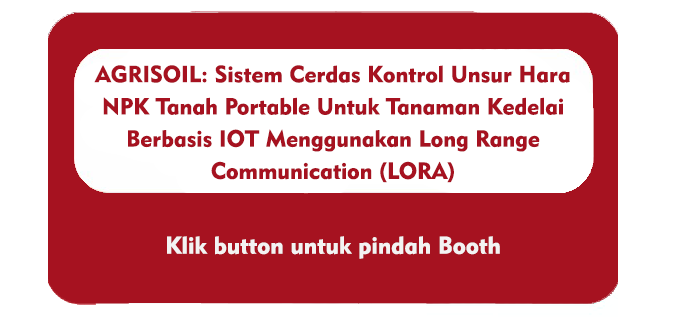 AGRISOIL: Sistem Cerdas Kontrol Unsur Hara
NPK Tanah Portable Untuk Tanaman Kedelai
Berbasis IOT Menggunakan Long Range
Communication (LORA)
Klik button untuk pindah Booth